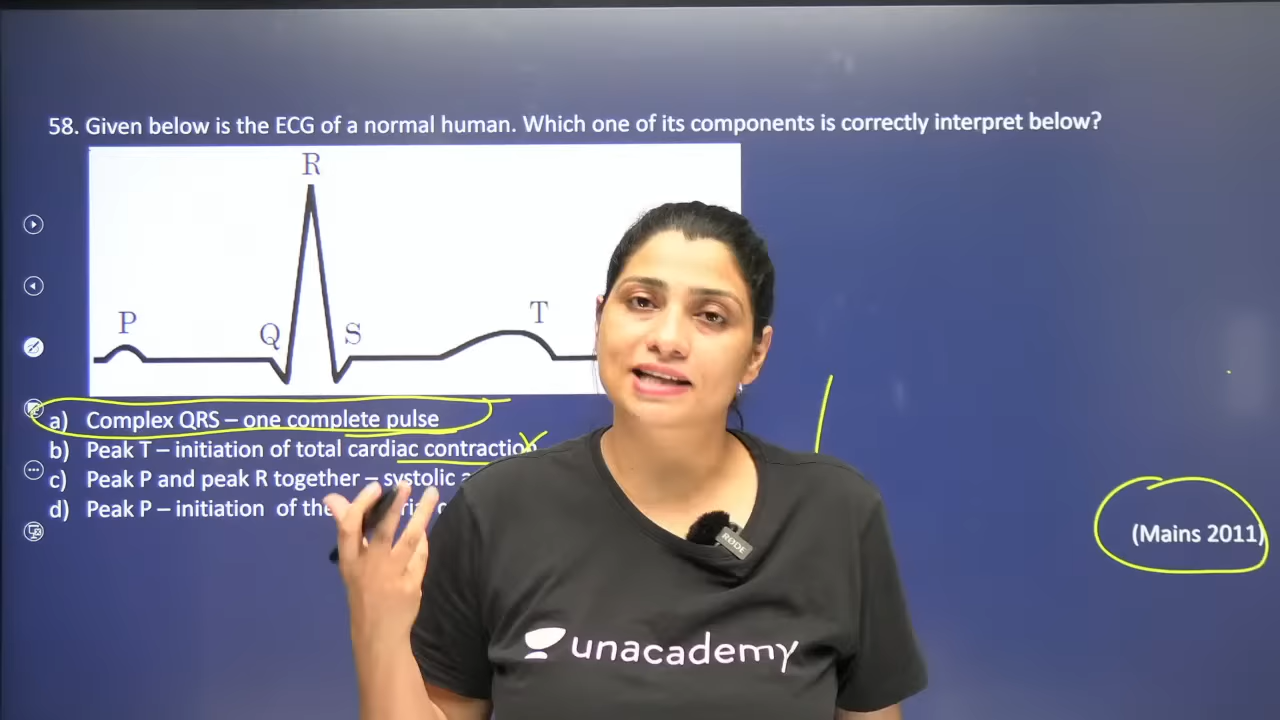 58. Given below is the ECG of a normal human. Which one of its components is correctly interpret below?
R
P
Q
S
T
a) Complex QRS – one complete pulse
b) Peak T – initiation of total cardiac contraction
c) Peak P and peak R together – systolic
d) Peak P – initiation of the
(Mains 2011)
RODE
unacademy